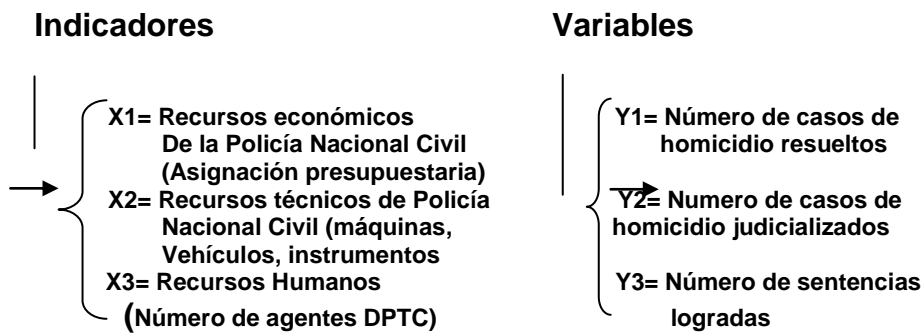 Indicadores
X1= Recursos económicos
De la Policía Nacional Civil
(Asignación presupuestaria)
X2= Recursos técnicos de Policía
Nacional Civil (máquinas,
Vehículos, instrumentos
X3= Recursos Humanos
(Número de agentes DPTC)
Variables
Y1= Número de casos de
homicidio resueltos
Y2= Numero de casos de
homicidio judicializados
Y3= Número de sentencias
logradas